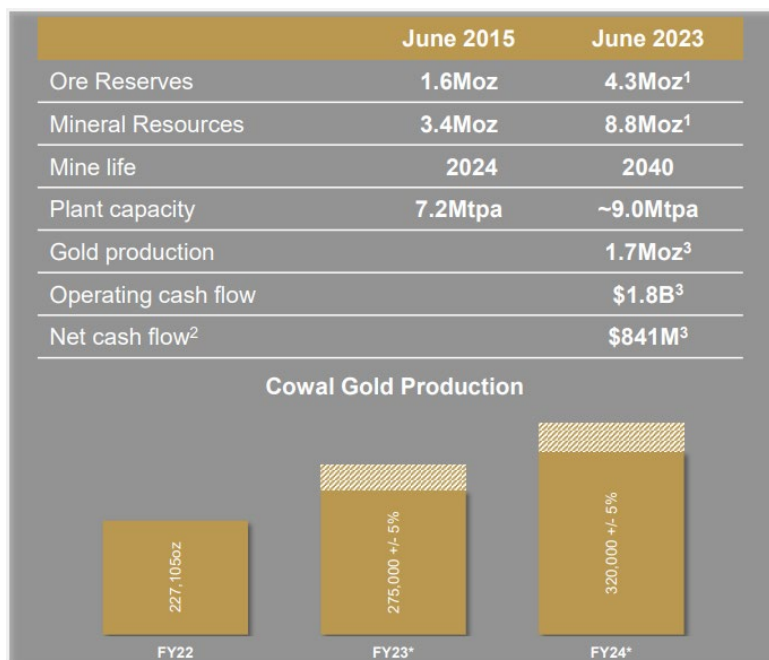 June 2015 June 2023
Ore Reserves 1.6Moz 4.3Moz¹
Mineral Resources 3.4Moz 8.8Moz¹
Mine life 2024 2040
Plant capacity 7.2Mtpa ~9.0Mtpa
Gold production 1.7Moz³
Operating cash flow $1.8B³
Net cash flow² $841M³
Cowal Gold Production
227,105oz
275,000 +/- 5%
320,000 +/- 5%
FY22 FY23* FY24*